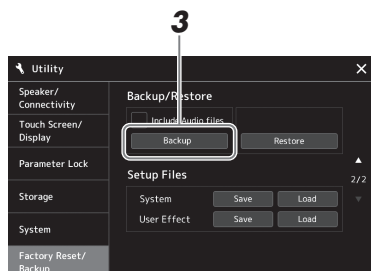 3
Utility
Speaker/
Connectivity
Touch Screen/
Display
Parameter Lock
Storage
System
Factory Reset/
Backup
Backup/Restore
Include Audio files
Backup
Restore
Setup Files
System
Save
Load
User Effect
Save
Load
2/2